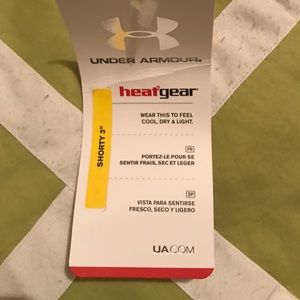 UNDER ARMOUR®
heatgear®
WEAR THIS TO FEEL
COOL, DRY & LIGHT.
SHORTY 3"
FR
PORTEZ-LE POUR SE
SENTIR FRAIS, SEC ET LEGER
SP
VISTA PARA SENTIRSE
FRESCO, SECO Y LIGERO
UA.COM